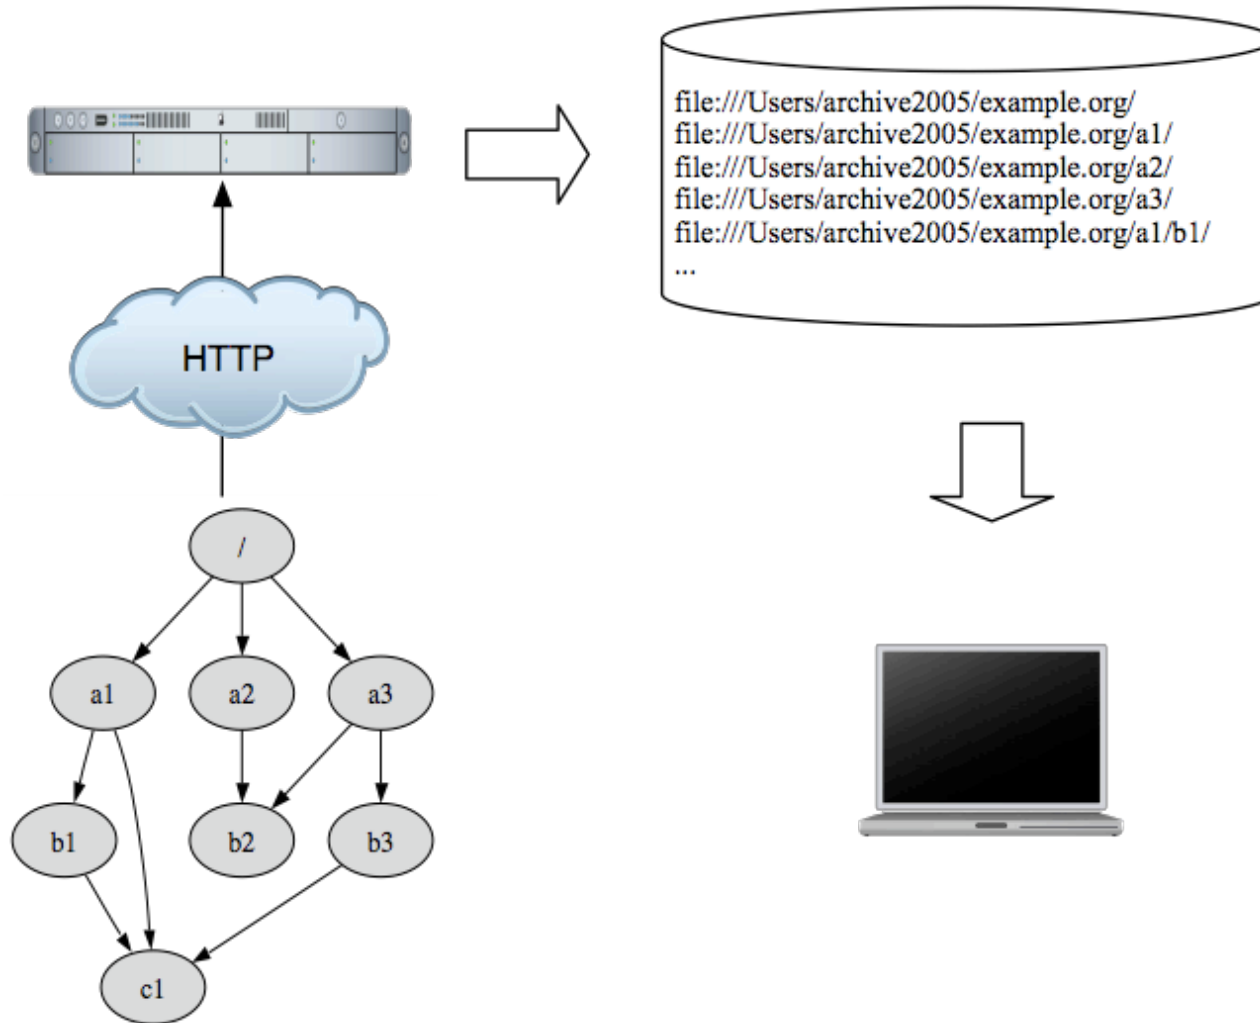 file:///Users/archive2005/example.org/
file:///Users/archive2005/example.org/a1/
file:///Users/archive2005/example.org/a2/
file:///Users/archive2005/example.org/a3/
file:///Users/archive2005/example.org/a1/b1/
...
HTTP
/
a1 a2 a3
b1 b2 b3
c1